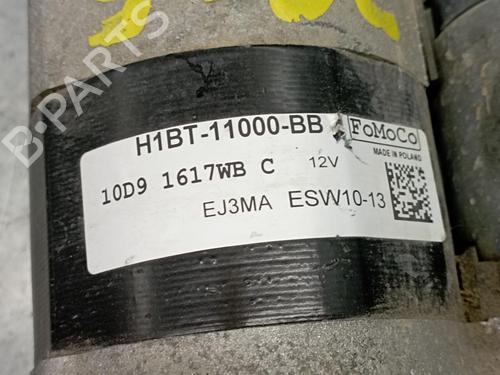 H1BT-11000-BB
FoMoCo
MADE IN POLAND
10D9 1617WB C 12V
EJ3MA ESW10-13
B-PARTS